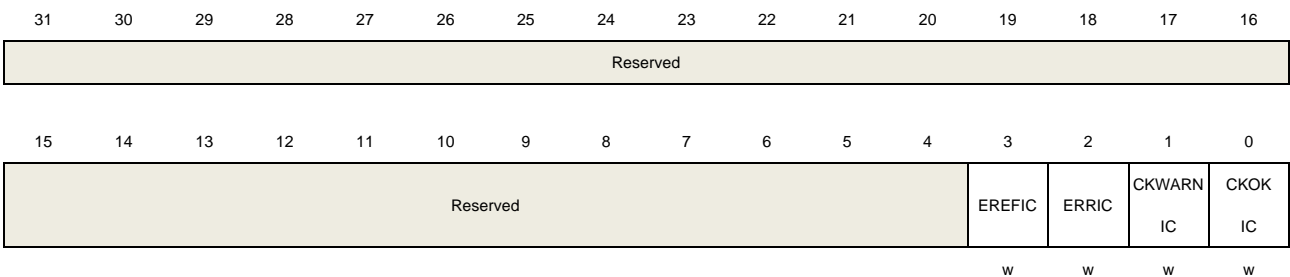 31 30 29 28 27 26 25 24 23 22 21 20 19 18 17 16
Reserved
15 14 13 12 11 10 9 8 7 6 5 4 3 2 1 0
Reserved EREFIC ERRIC CKWARN IC CKOK IC
w w w w